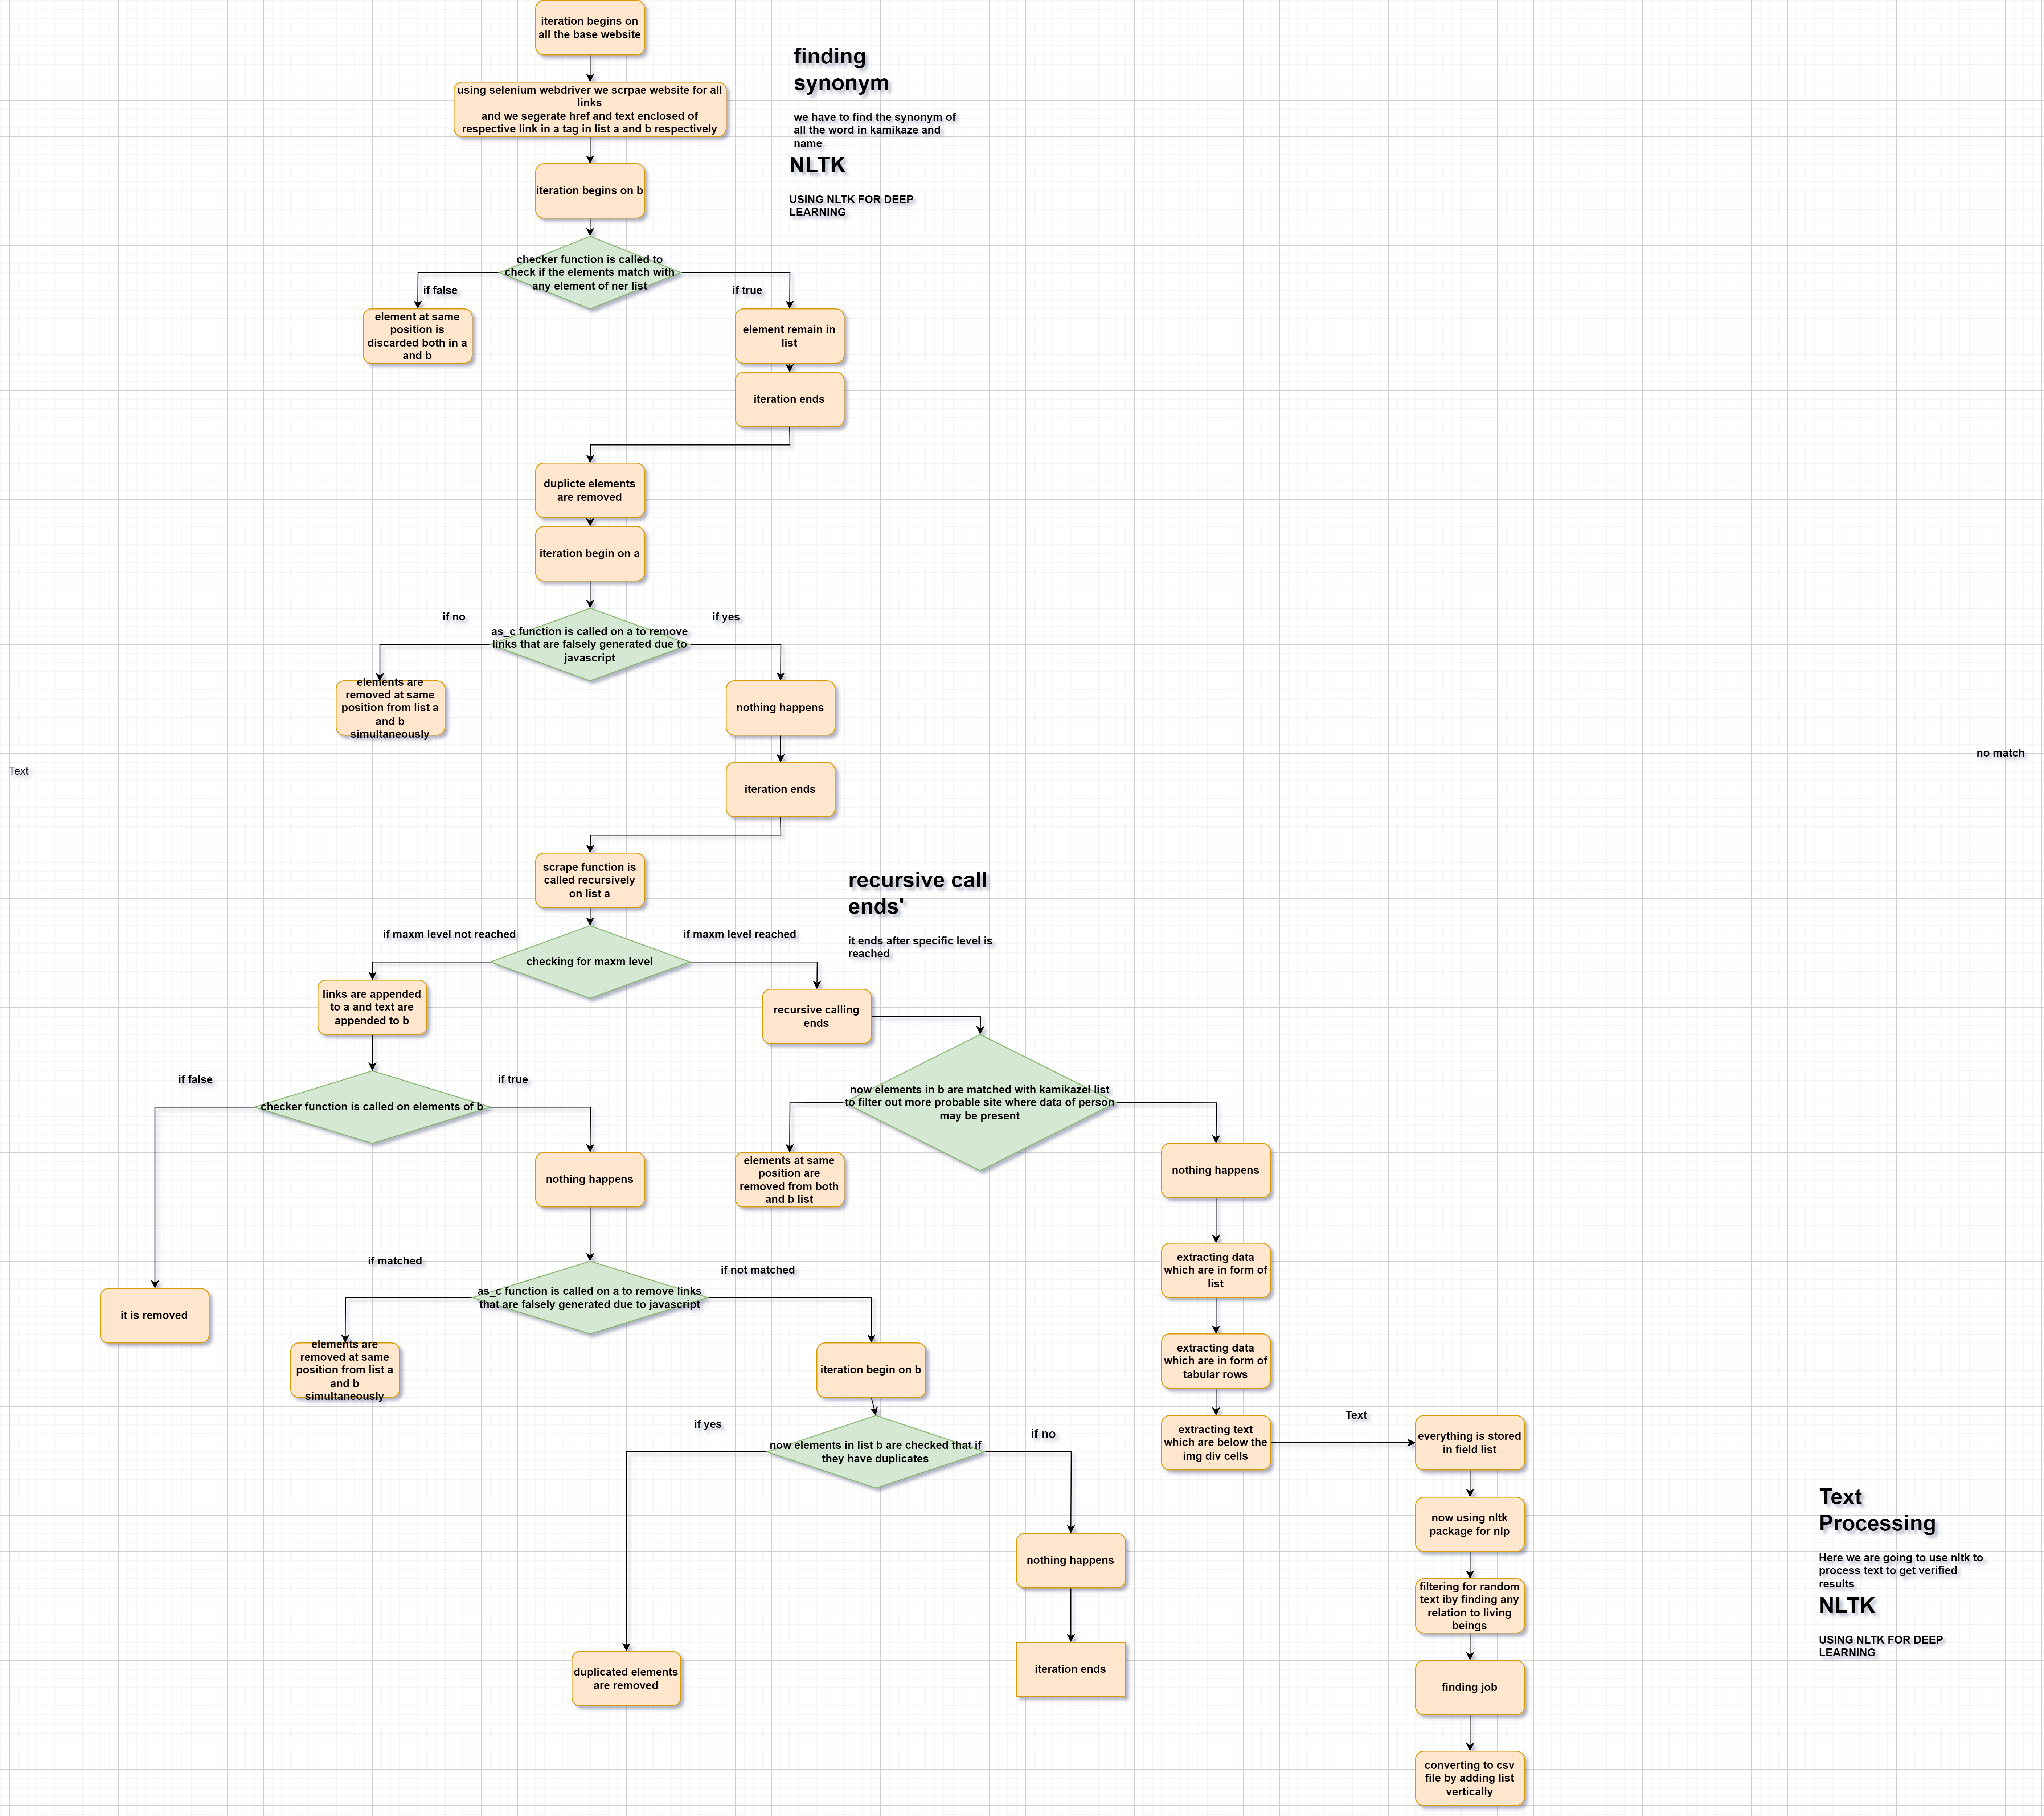 iteration begins on
all the base website
finding
synonym
using selenium webdriver we scrpae website for all
links
and we segerate href and text enclosed of
respective link in a tag in list a and b respectively
we have to find the synonym of
all the word in kamikaze and
name
NLTK
USING NLTK FOR DEEP
LEARNING
iteration begins on b
checker function is called to
check if the elements match with
any element of ner list
if false
if true
element at same
position is
discarded both in a
and b
element remain in
list
iteration ends
duplicte elements
are removed
iteration begin on a
if no
if yes
as_c function is called on a to remove
links that are falsely generated due to
javascript
elements are
removed at same
position from list a
and b
simultaneously
nothing happens
no match
Text
iteration ends
scrape function is
called recursively
on list a
recursive call
ends'
it ends after specific level is
reached
if maxm level not reached
if maxm level reached
checking for maxm level
links are appended
to a and text are
appended to b
recursive calling
ends
if false
if true
checker function is called on elements of b
now elements in b are matched with kamikazel list
to filter out more probable site where data of person
may be present
nothing happens
elements at same
position are
removed from both
and b list
nothing happens
if matched
if not matched
as_c function is called on a to remove links
that are falsely generated due to javascript
extracting data
which are in form of
list
it is removed
elements are
removed at same
position from list a
and b
simultaneously
iteration begin on b
extracting data
which are in form of
tabular rows
if yes
if no
now elements in list b are checked that if
they have duplicates
extracting text
which are below the
img div cells
Text
everything is stored
in field list
now using nltk
package for nlp
Text
Processing
Here we are going to use nltk to
process text to get verified
results
NLTK
USING NLTK FOR DEEP
LEARNING
nothing happens
filtering for random
text iby finding any
relation to living
beings
duplicated elements
are removed
iteration ends
finding job
converting to csv
file by adding list
vertically